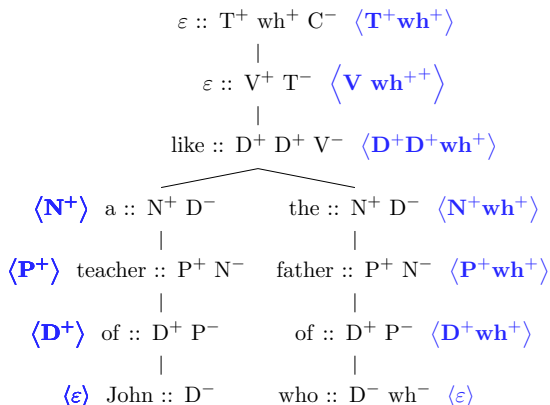 ε :: T⁺ wh⁺ C⁻ ⟨T⁺wh⁺⟩
ε :: V⁺ T⁻ ⟨V wh⁺⁺⟩
like :: D⁺ D⁺ V⁻ ⟨D⁺D⁺wh⁺⟩
⟨N⁺⟩ a :: N⁺ D⁻ the :: N⁺ D⁻ ⟨N⁺wh⁺⟩
⟨P⁺⟩ teacher :: P⁺ N⁻ father :: P⁺ N⁻ ⟨P⁺wh⁺⟩
⟨D⁺⟩ of :: D⁺ P⁻ of :: D⁺ P⁻ ⟨D⁺wh⁺⟩
⟨ε⟩ John :: D⁻ who :: D⁻ wh⁻ ⟨ε⟩